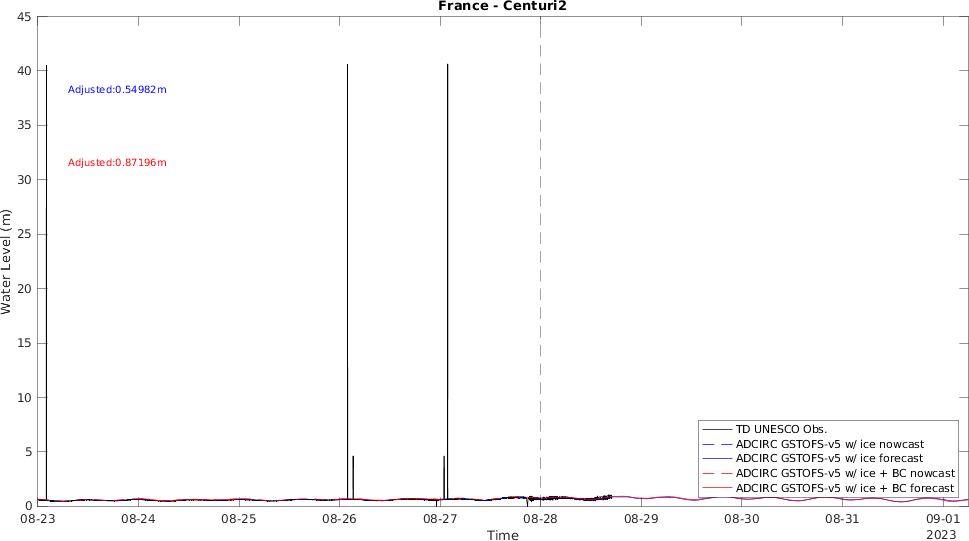 France - Centuri2
45
40
35
30
25
20
15
10
5
0
Water Level (m)
Adjusted:0.54982m
Adjusted:0.87196m
TD UNESCO Obs.
ADCIRC GSTOFS-v5 w/ ice nowcast
ADCIRC GSTOFS-v5 w/ ice forecast
ADCIRC GSTOFS-v5 w/ ice + BC nowcast
ADCIRC GSTOFS-v5 w/ ice + BC forecast
08-23 08-24 08-25 08-26 08-27 08-28 08-29 08-30 08-31 09-01
Time 2023